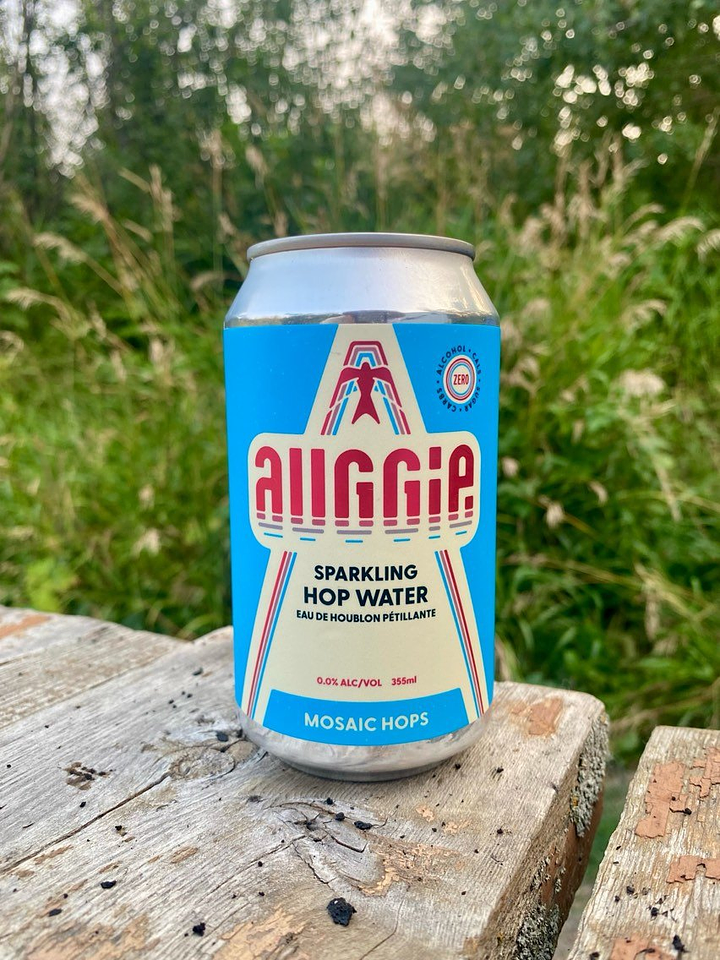 ALCOHOL • CALS • SUGAR • CARBS •
ZERO
auggie
SPARKLING
HOP WATER
EAU DE HOUBLON PÉTILLANTE
0.0% ALC/VOL 355ml
MOSAIC HOPS